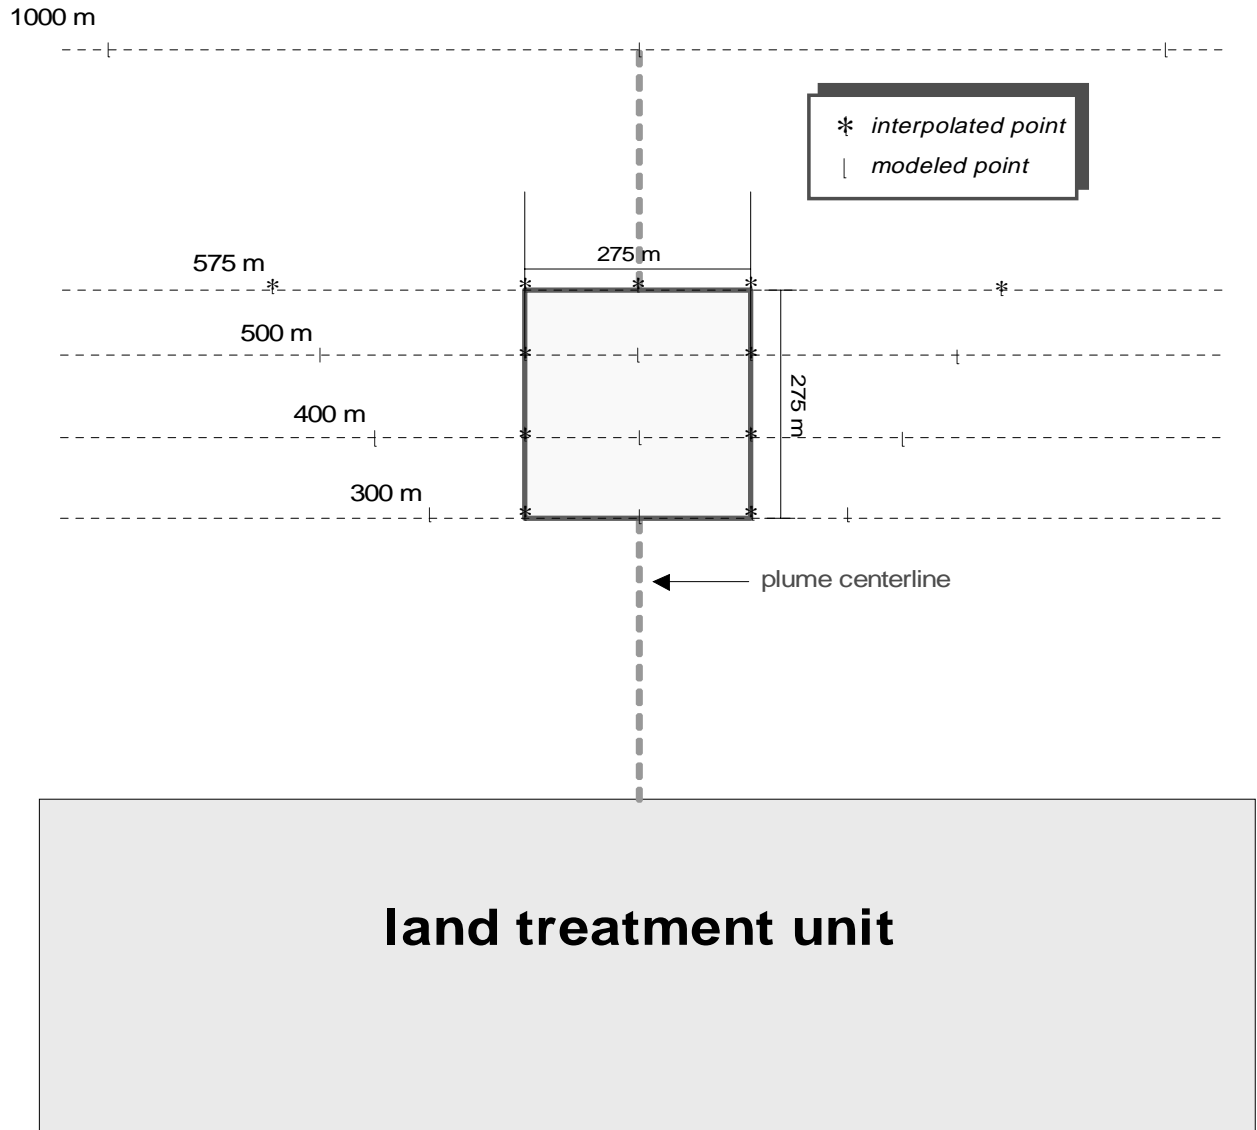 1000 m
* interpolated point
⌊ modeled point
275 m
575 m
500 m
275 m
400 m
300 m
plume centerline
land treatment unit